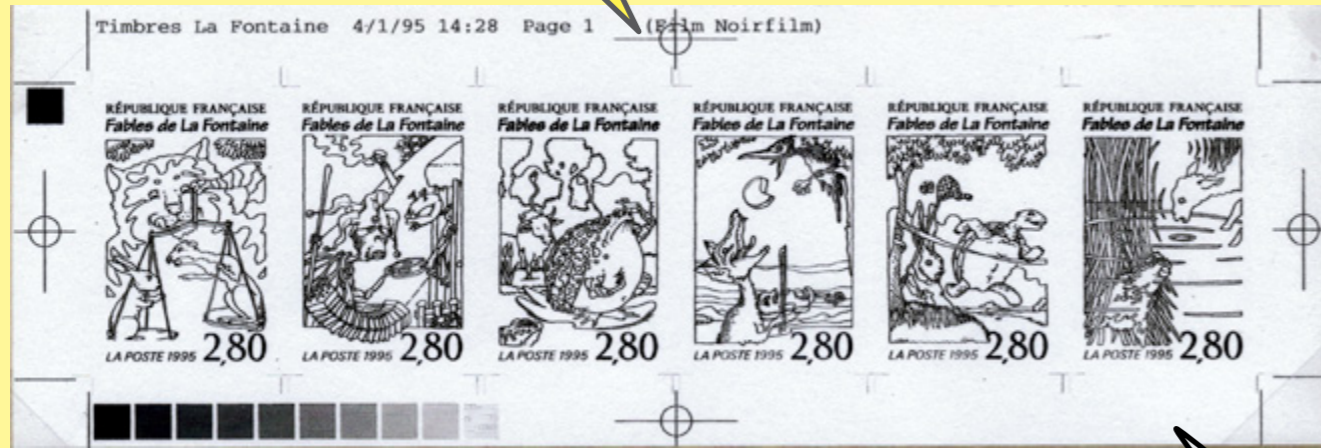 Timbres La Fontaine 4/1/95 14:28 Page 1 (Film Noirfilm)
RÉPUBLIQUE FRANÇAISE
Fables de La Fontaine
LA POSTE 1995 2,80
RÉPUBLIQUE FRANÇAISE
Fables de La Fontaine
LA POSTE 1995 2,80
RÉPUBLIQUE FRANÇAISE
Fables de La Fontaine
LA POSTE 1995 2,80
RÉPUBLIQUE FRANÇAISE
Fables de La Fontaine
LA POSTE 1995 2,80
RÉPUBLIQUE FRANÇAISE
Fables de La Fontaine
LA POSTE 1995 2,80
RÉPUBLIQUE FRANÇAISE
Fables de La Fontaine
LA POSTE 1995 2,80